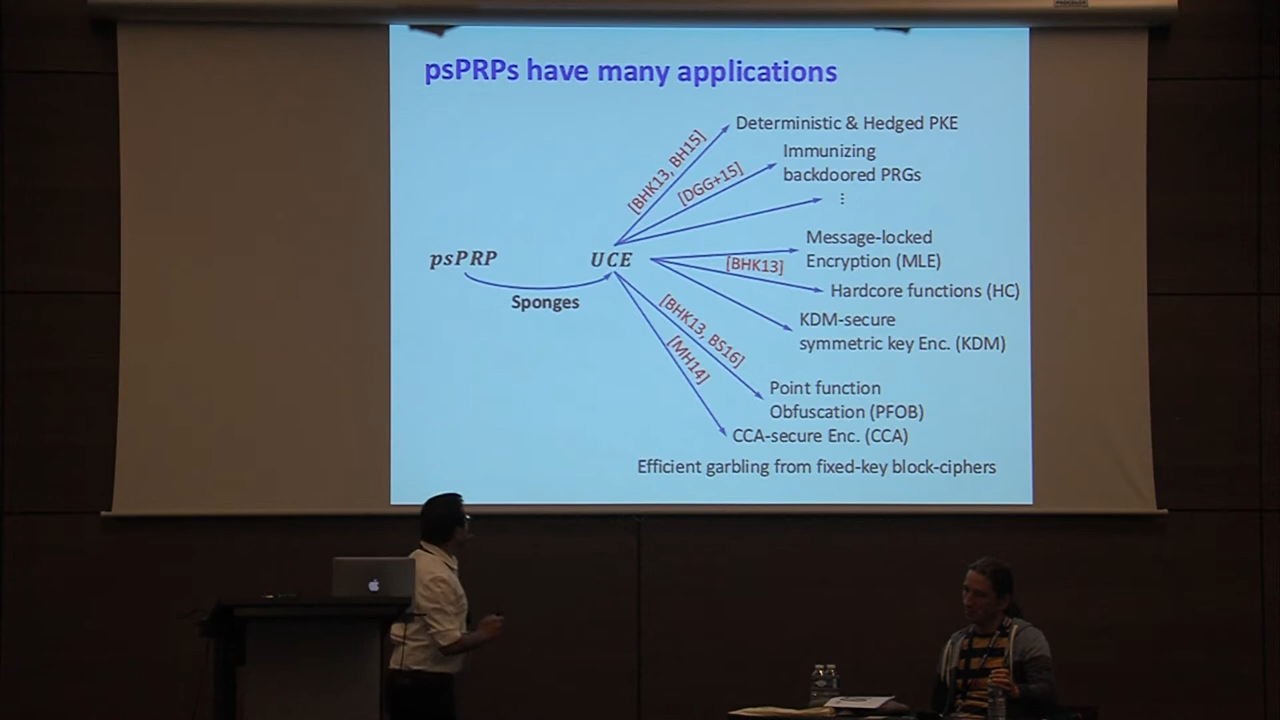 psPRPs have many applications
[BHK13, BH15]
Deterministic & Hedged PKE
[DGG+15]
Immunizing
backdoored PRGs
⋮
psPRP
UCE
Sponges
Message-locked
Encryption (MLE)
[BHK13]
Hardcore functions (HC)
KDM-secure
symmetric key Enc. (KDM)
[BHK13, BS16]
[MH14]
Point function
Obfuscation (PFOB)
CCA-secure Enc. (CCA)
Efficient garbling from fixed-key block-ciphers